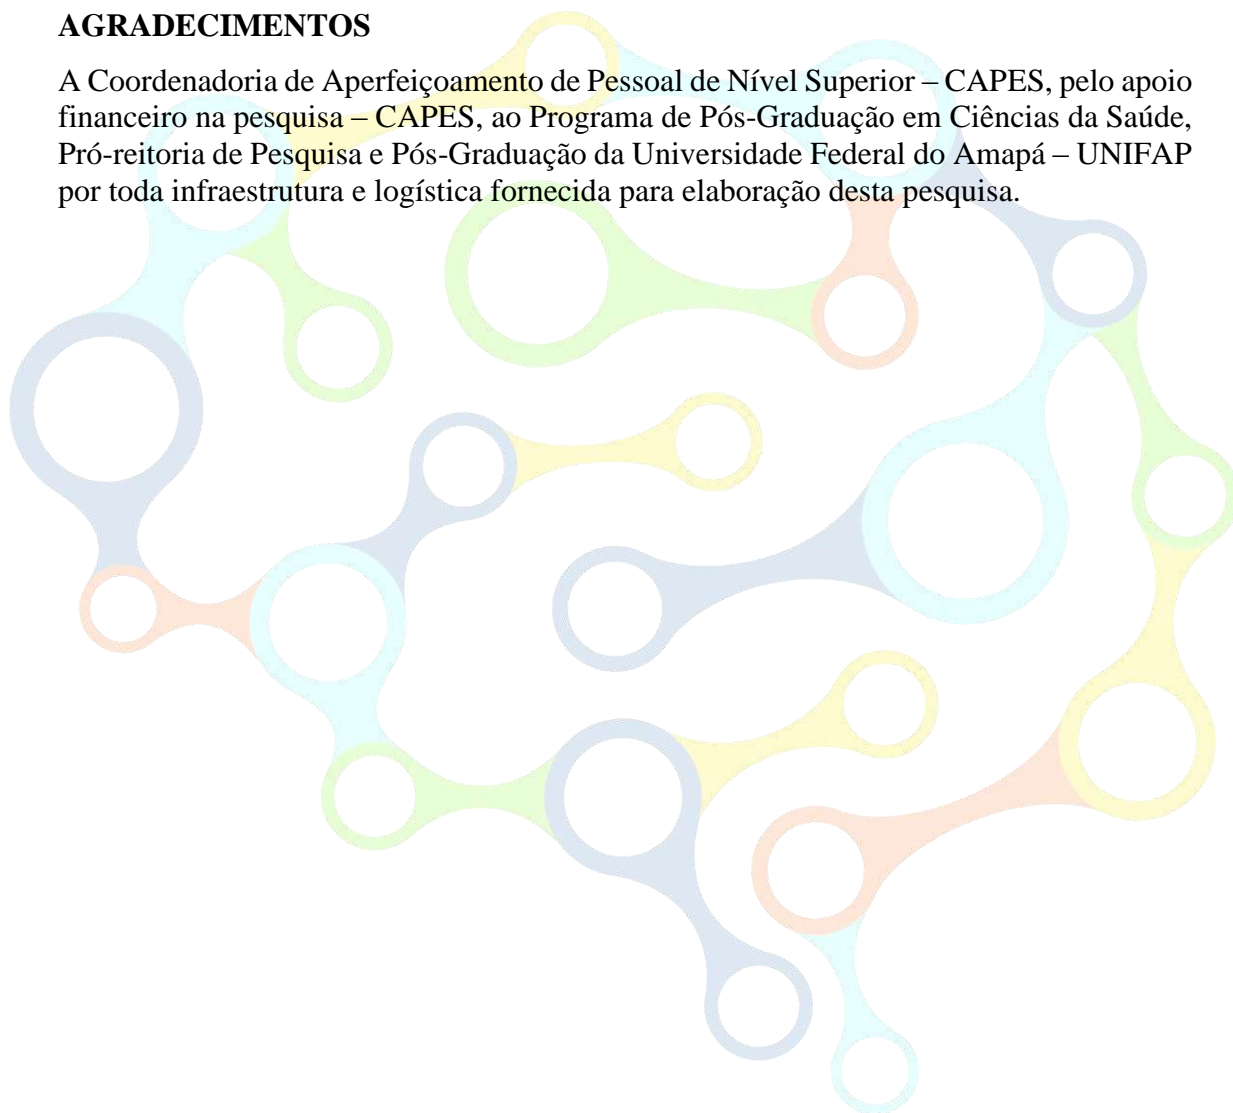 AGRADECIMENTOS
A Coordenadoria de Aperfeiçoamento de Pessoal de Nível Superior – CAPES, pelo apoio
financeiro na pesquisa – CAPES, ao Programa de Pós-Graduação em Ciências da Saúde,
Pró-reitoria de Pesquisa e Pós-Graduação da Universidade Federal do Amapá – UNIFAP
por toda infraestrutura e logística fornecida para elaboração desta pesquisa.